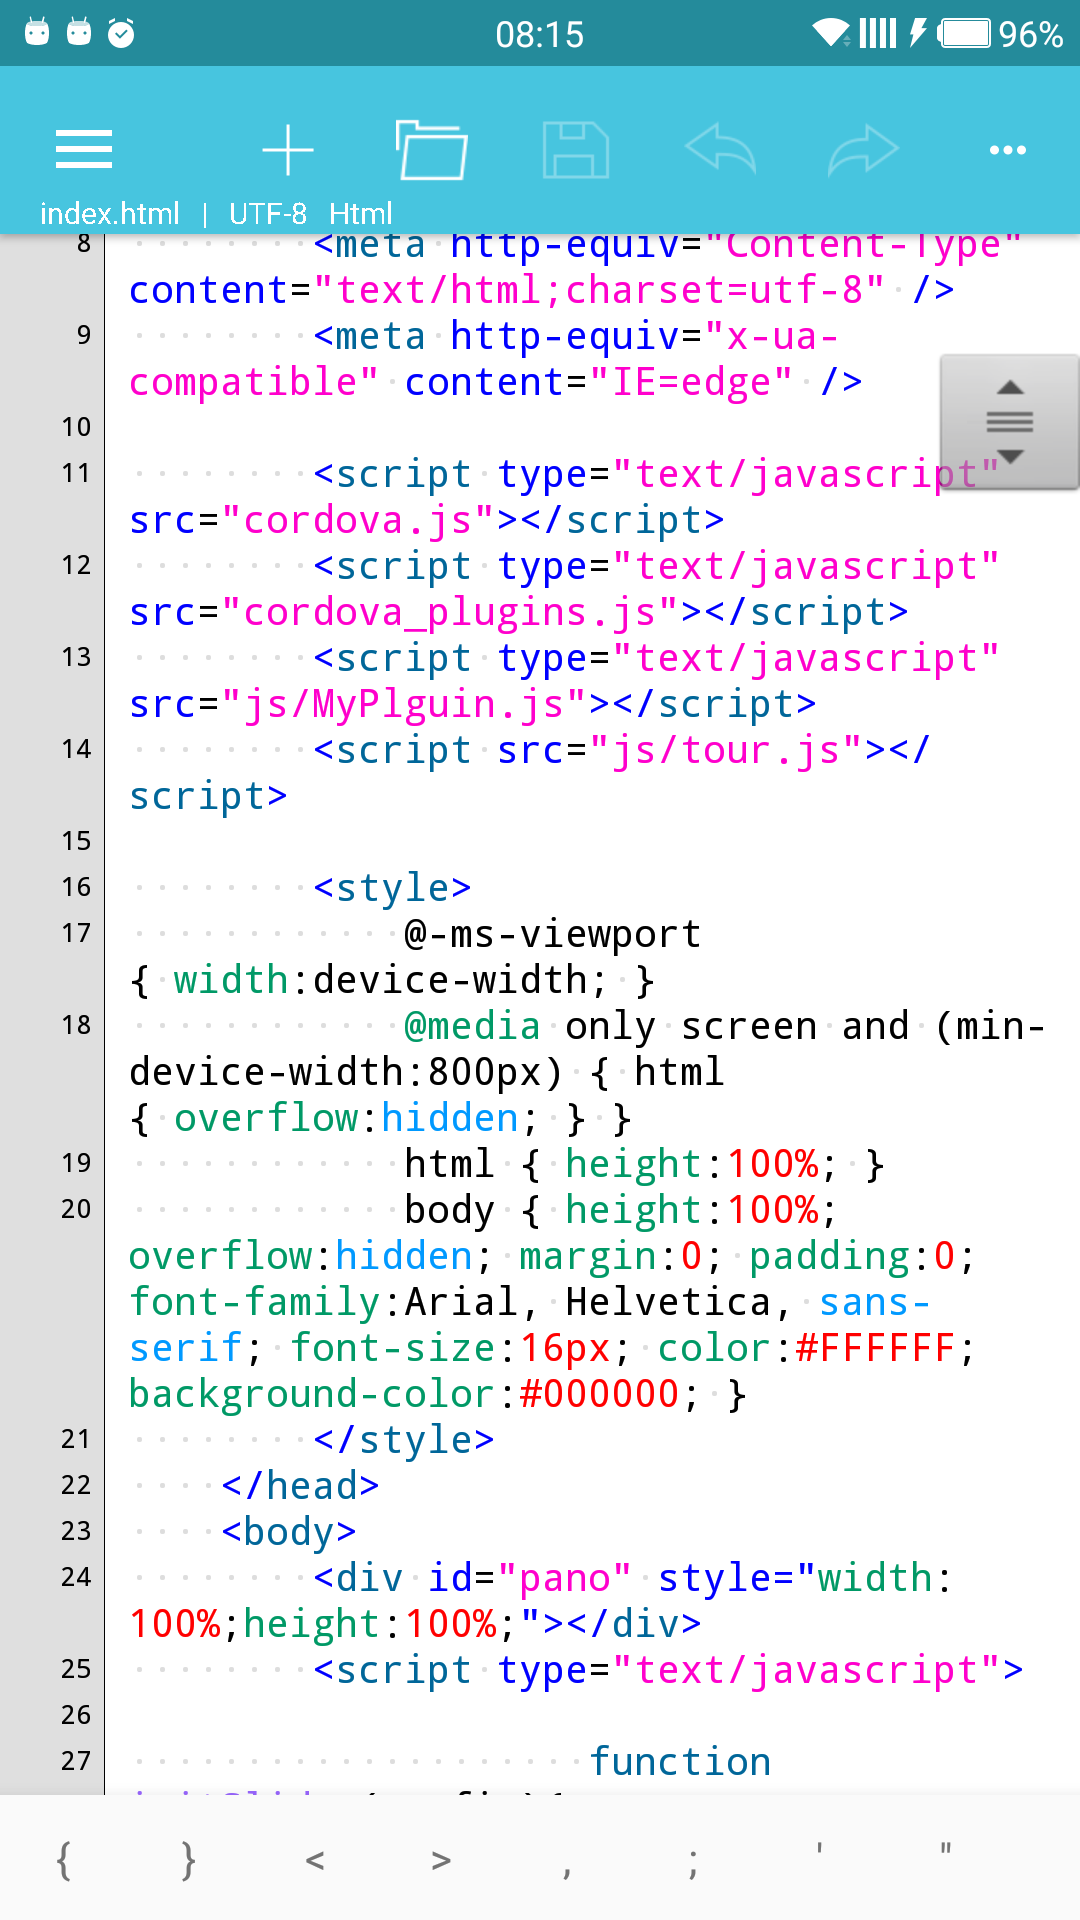 08:15 96%
index.html | UTF-8 Html
8 <meta http-equiv="Content-Type"
content="text/html;charset=utf-8" />
9 <meta http-equiv="x-ua-
compatible" content="IE=edge" />
10
11 <script type="text/javascript"
src="cordova.js"></script>
12 <script type="text/javascript"
src="cordova_plugins.js"></script>
13 <script type="text/javascript"
src="js/MyPlguin.js"></script>
14 <script src="js/tour.js"></
script>
15
16 <style>
17 @-ms-viewport
{ width:device-width; }
18 @media only screen and (min-
device-width:800px) { html
{ overflow:hidden; } }
19 html { height:100%; }
20 body { height:100%;
overflow:hidden; margin:0; padding:0;
font-family:Arial, Helvetica, sans-
serif; font-size:16px; color:#FFFFFF;
background-color:#000000; }
21 </style>
22 </head>
23 <body>
24 <div id="pano" style="width:
100%;height:100%;"></div>
25 <script type="text/javascript">
26
27 function
{ } < > , ; ' "